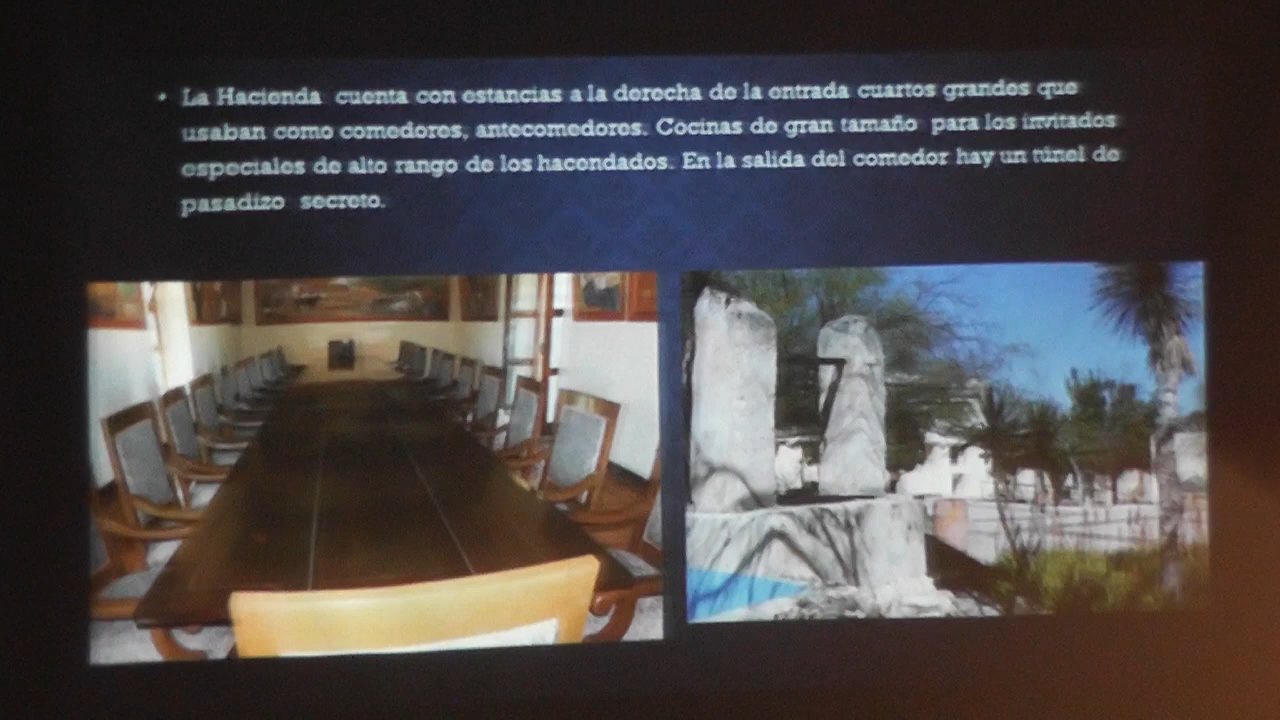 • La Hacienda cuenta con estancias a la derecha de la entrada cuartos grandes que
usaban como comedores, antecomedores. Cocinas de gran tamaño para los invitados
especiales de alto rango de los hacendados. En la salida del comedor hay un túnel de
pasadizo secreto.